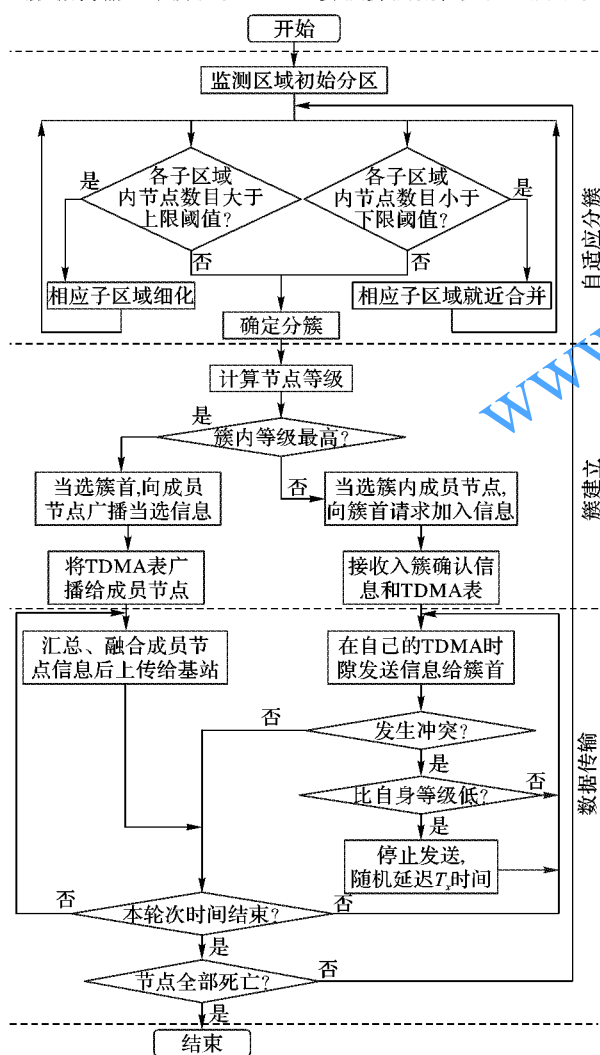 开始
监测区域初始分区
是
各子区域
内节点数目大于
上限阈值?
各子区域
内节点数目小于
下限阈值?
是
否
否
相应子区域细化
相应子区域就近合并
确定分簇
自适应分簇
计算节点等级
是
簇内等级最高?
否
当选簇首,向成员
节点广播当选信息
当选簇内成员节点,
向簇首请求加入信息
将TDMA表广
播给成员节点
接收入簇确认信
息和TDMA表
簇建立
汇总、融合成员节
点信息后上传给基站
在自己的TDMA时
隙发送信息给簇首
否
发生冲突?
是
比自身等级低?
否
是
停止发送,
随机延迟Tx时间
数据传输
否
本轮次时间结束?
否
是
节点全部死亡?
否
是
结束
www